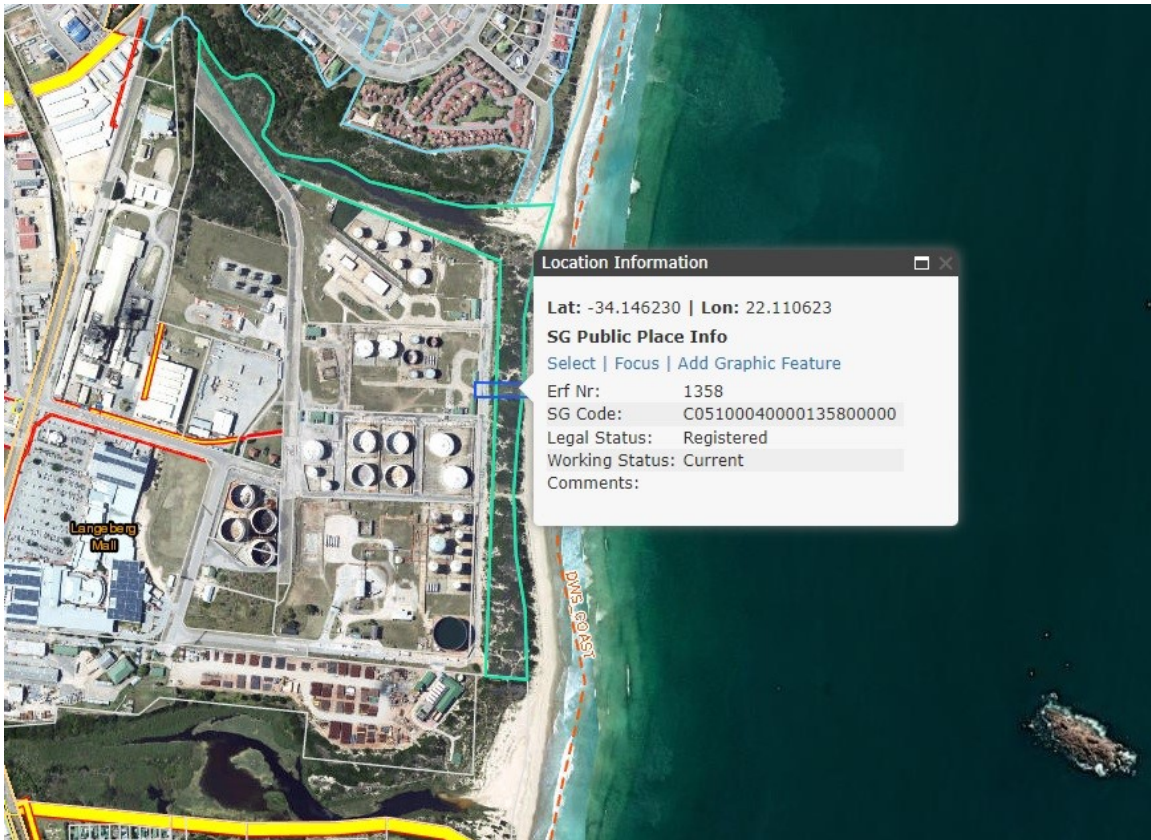 Location Information
Lat: -34.146230 | Lon: 22.110623
SG Public Place Info
Select | Focus | Add Graphic Feature
Erf Nr: 1358
SG Code: C05100040000135800000
Legal Status: Registered
Working Status: Current
Comments:
Langeberg
Mall
DWS_COAST